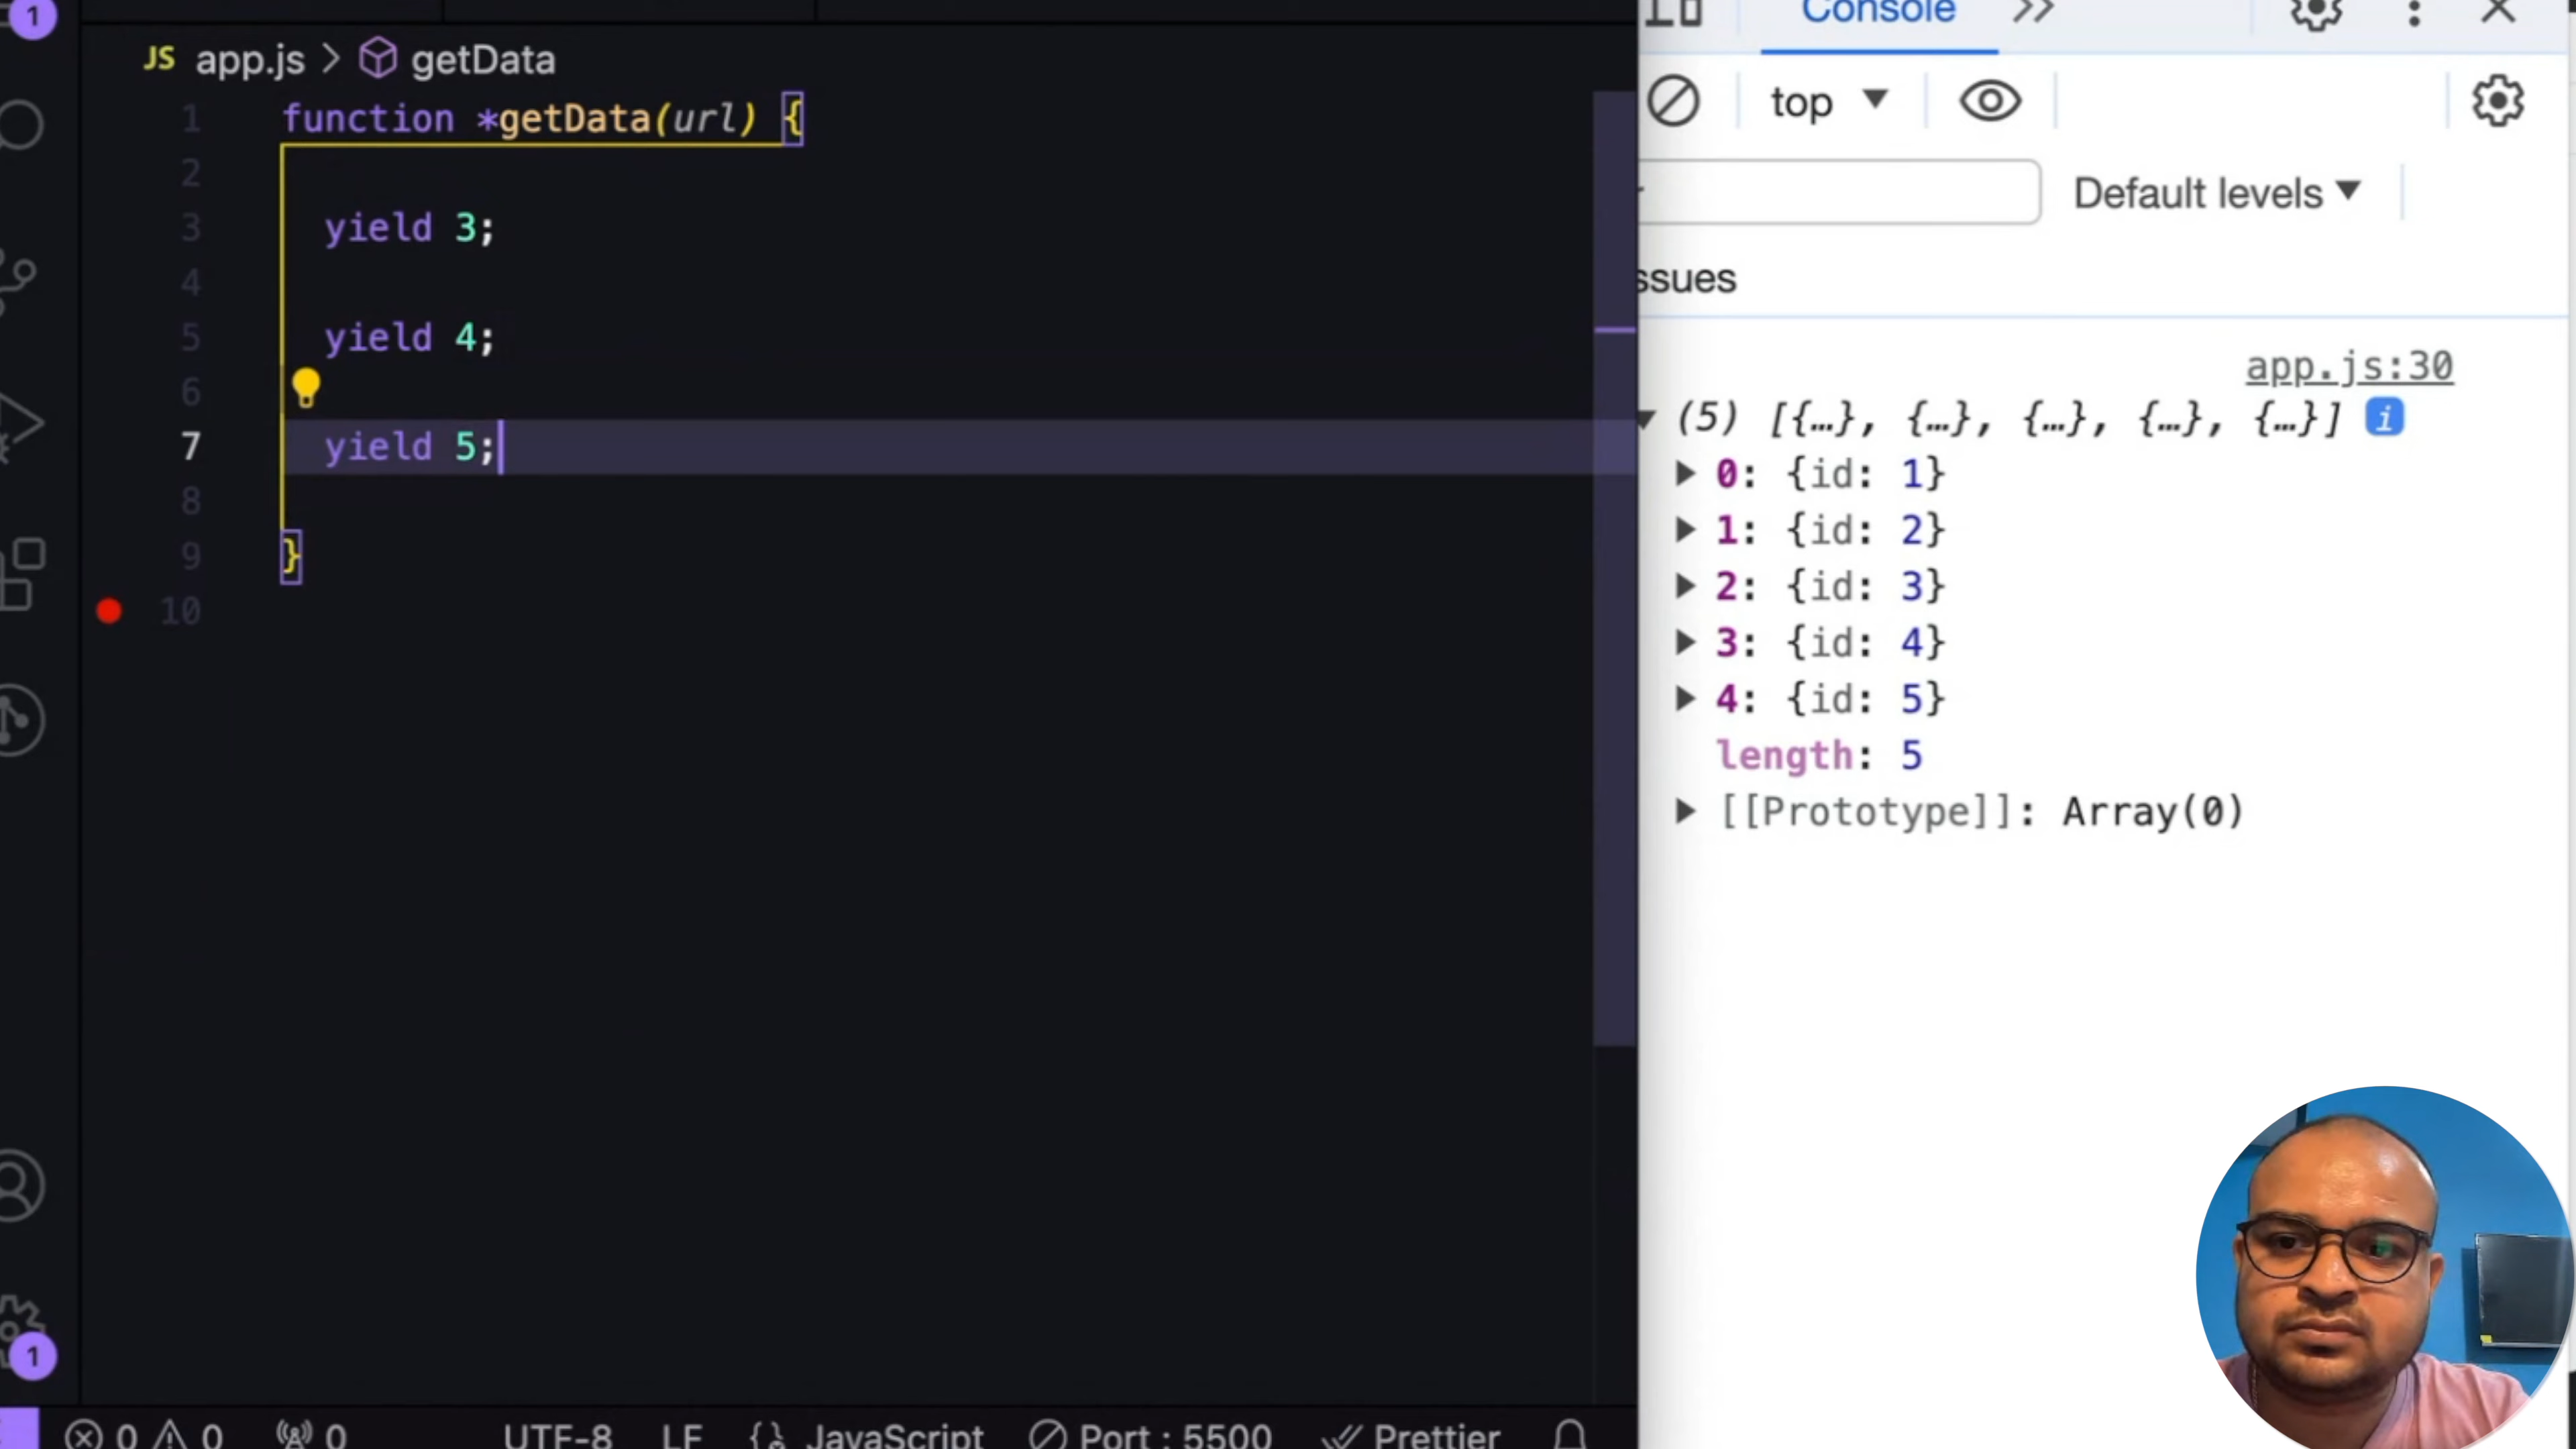 1
JS app.js > getData
1 function *getData(url) {
2
3 yield 3;
4
5 yield 4;
6
7 yield 5;
8
9 }
10
1
0 0 0 UTF-8 LF JavaScript Port : 5500 Prettier
Console >>
top
Default levels
ssues
app.js:30
(5) [{…}, {…}, {…}, {…}, {…}] i
0: {id: 1}
1: {id: 2}
2: {id: 3}
3: {id: 4}
4: {id: 5}
length: 5
[[Prototype]]: Array(0)